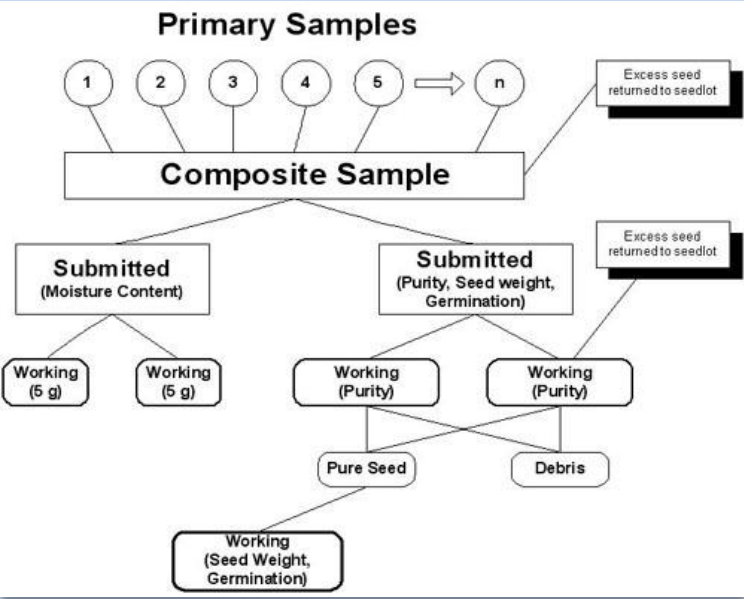 Primary Samples
1 2 3 4 5 n
Excess seed
returned to seedlot
Composite Sample
Excess seed
returned to seedlot
Submitted
(Moisture Content)
Submitted
(Purity, Seed weight,
Germination)
Working
(5 g)
Working
(5 g)
Working
(Purity)
Working
(Purity)
Pure Seed
Debris
Working
(Seed Weight,
Germination)